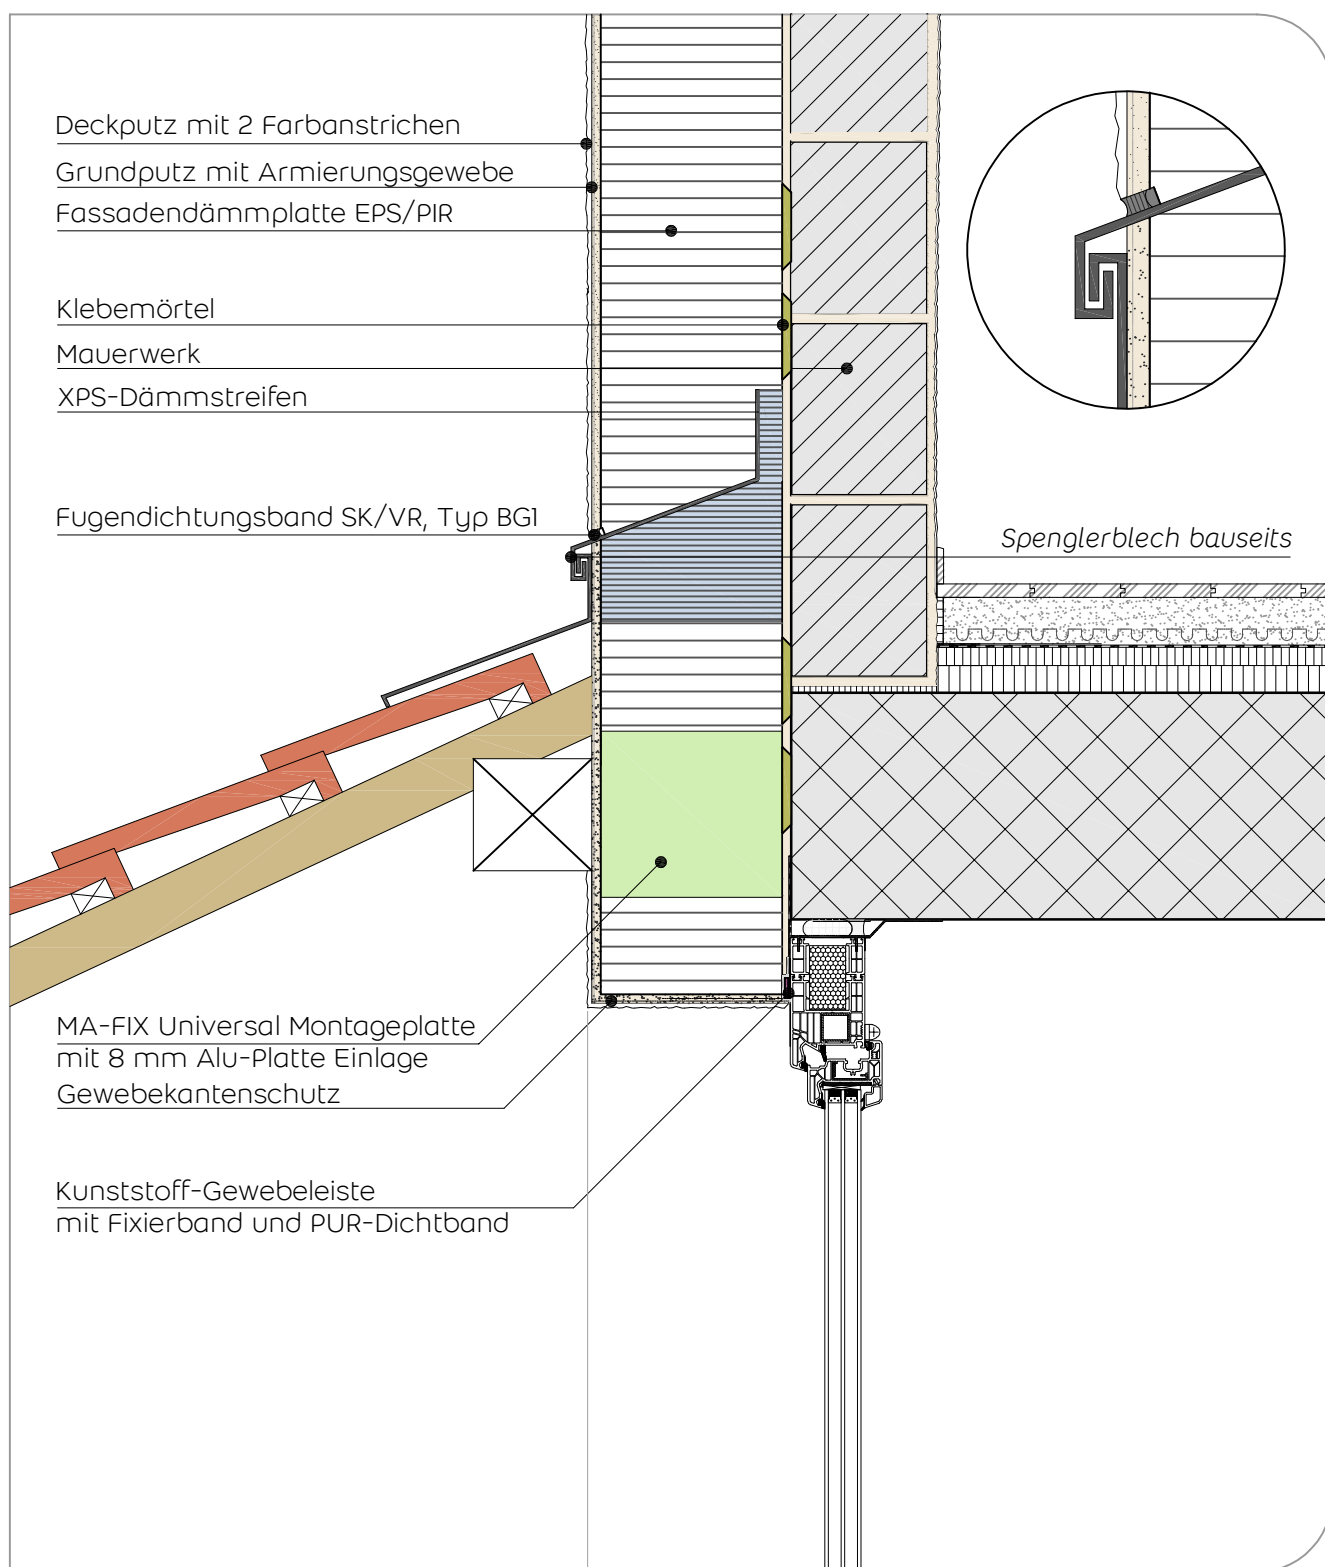 Deckputz mit 2 Farbanstrichen
Grundputz mit Armierungsgewebe
Fassadendämmplatte EPS/PIR
Klebemörtel
Mauerwerk
XPS-Dämmstreifen
Fugendichtungsband SK/VR, Typ BG1
Spenglerblech bauseits
MA-FIX Universal Montageplatte
mit 8 mm Alu-Platte Einlage
Gewebekantenschutz
Kunststoff-Gewebeleiste
mit Fixierband und PUR-Dichtband